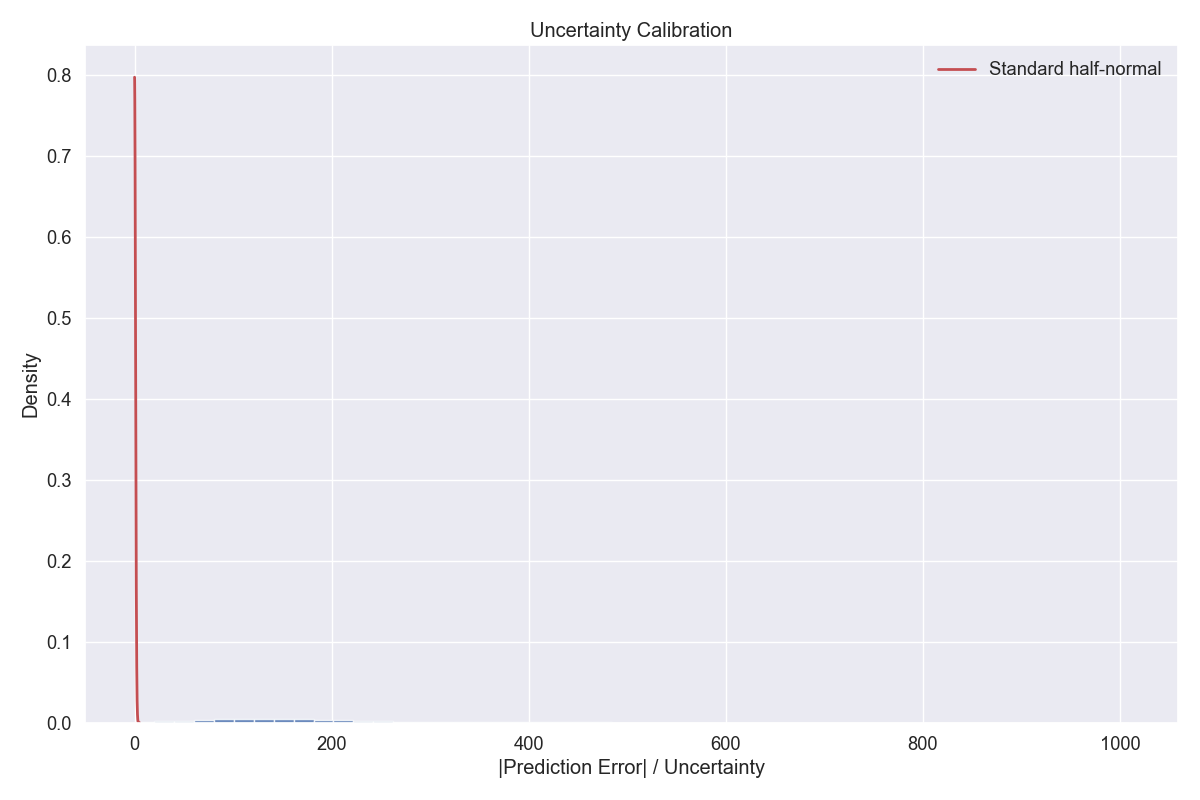 Uncertainty Calibration
Standard half-normal
Density
0.8
0.7
0.6
0.5
0.4
0.3
0.2
0.1
0.0
0 200 400 600 800 1000
|Prediction Error| / Uncertainty